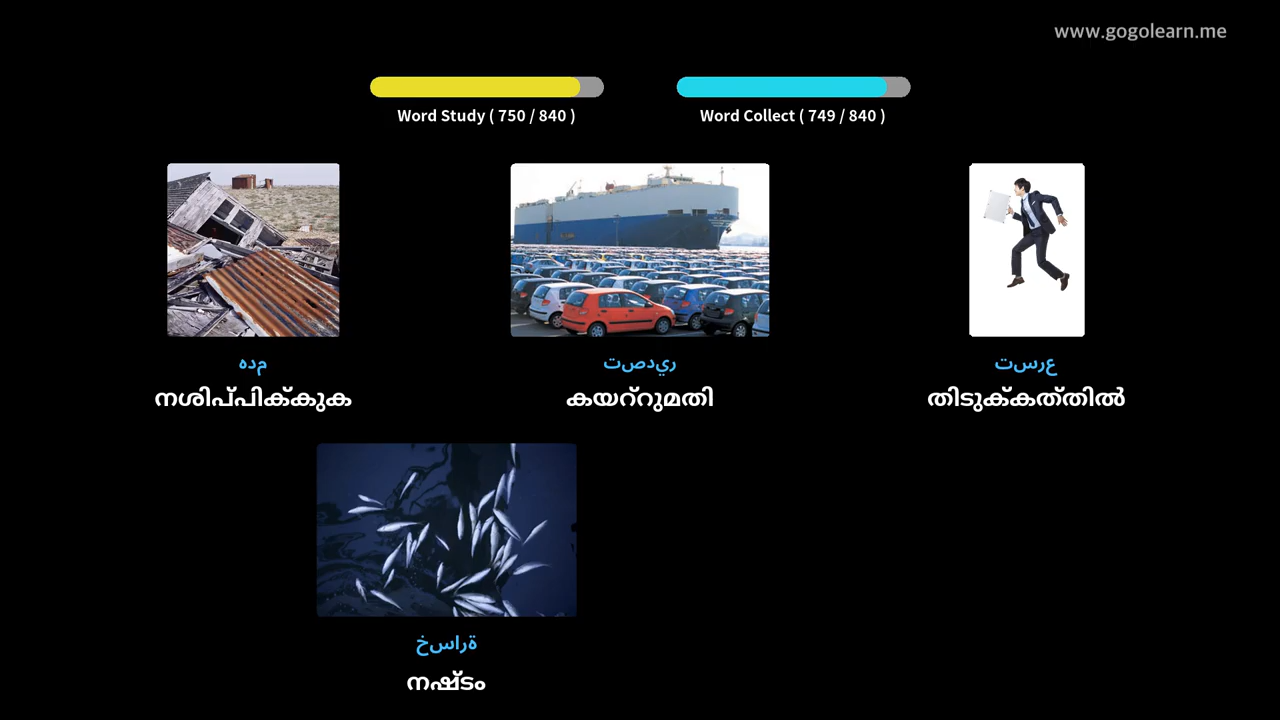 www.gogolearn.me
Word Study ( 750 / 840 )
Word Collect ( 749 / 840 )
هدم
നശിപ്പിക്കുക
تصدير
കയറ്റുമതി
تسرع
തിടുക്കത്തിൽ
خسارة
നഷ്ടം